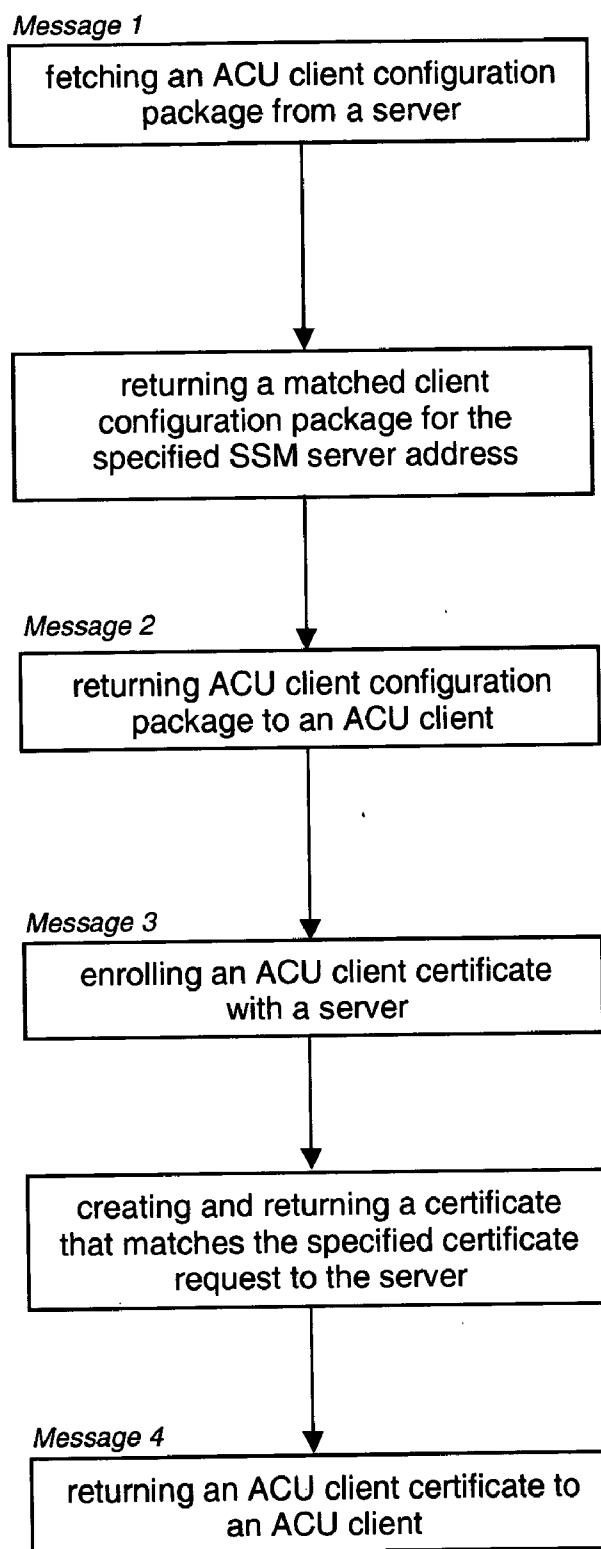 Message 1
fetching an ACU client configuration
package from a server
returning a matched client
configuration package for the
specified SSM server address
Message 2
returning ACU client configuration
package to an ACU client
Message 3
enrolling an ACU client certificate
with a server
creating and returning a certificate
that matches the specified certificate
request to the server
Message 4
returning an ACU client certificate to
an ACU client